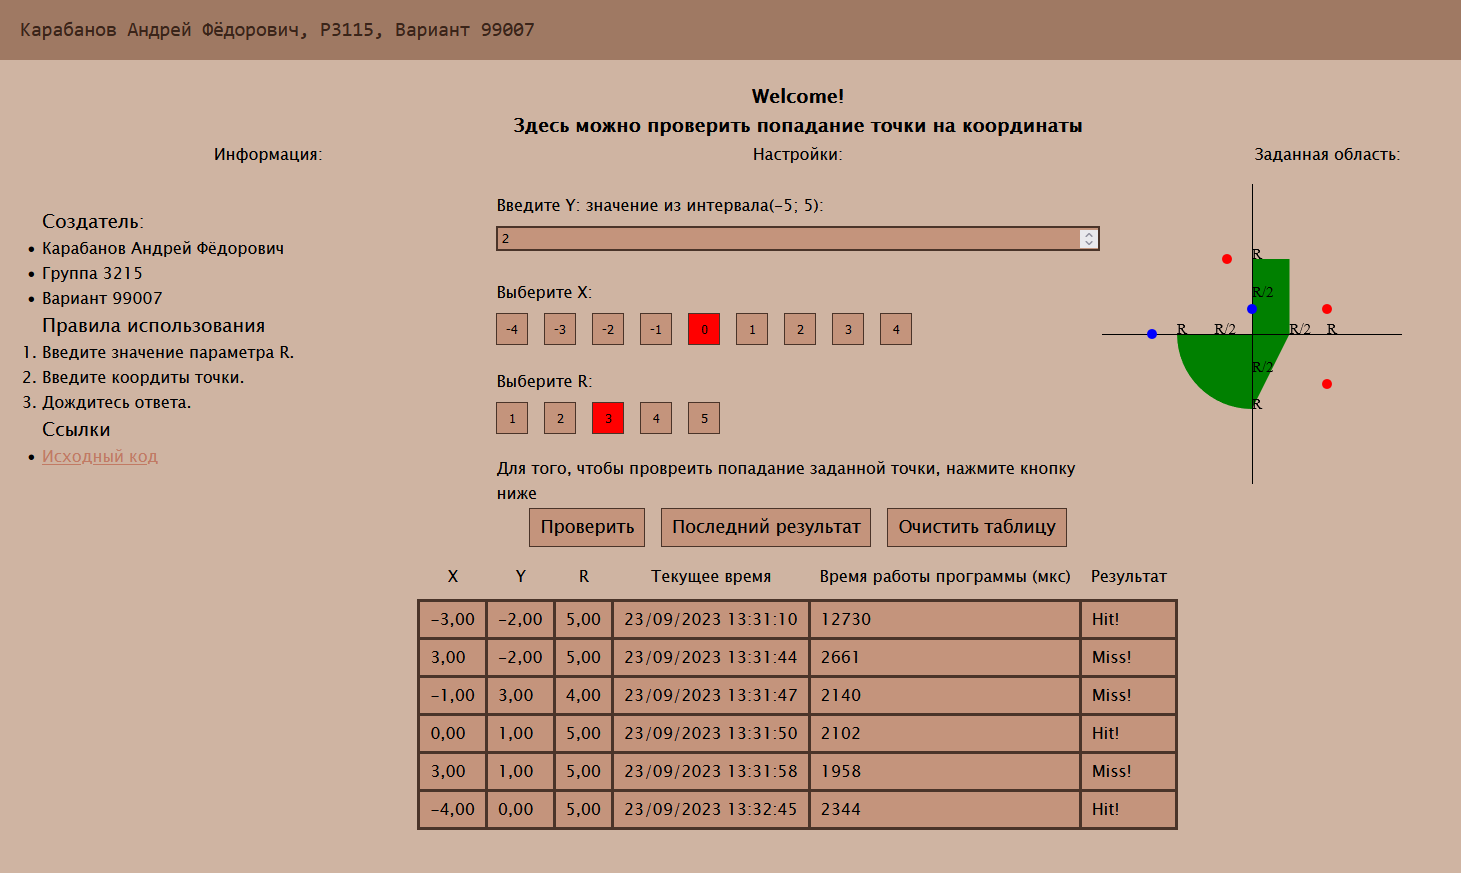 Карабанов Андрей Фёдорович, P3115, Вариант 99007
Welcome!
Здесь можно проверить попадание точки на координаты
Информация:
Создатель:
• Карабанов Андрей Фёдорович
• Группа 3215
• Вариант 99007
Правила использования
1. Введите значение параметра R.
2. Введите коордиты точки.
3. Дождитесь ответа.
Ссылки
• Исходный код
Настройки:
Введите Y: значение из интервала(-5; 5):
2
Выберите X:
-4 -3 -2 -1 0 1 2 3 4
Выберите R:
1 2 3 4 5
Для того, чтобы провреить попадание заданной точки, нажмите кнопку
ниже
Проверить Последний результат Очистить таблицу
Заданная область:
R
R/2
R R/2 R/2 R
R/2
R
X Y R Текущее время Время работы программы (мкс) Результат
-3,00 -2,00 5,00 23/09/2023 13:31:10 12730 Hit!
3,00 -2,00 5,00 23/09/2023 13:31:44 2661 Miss!
-1,00 3,00 4,00 23/09/2023 13:31:47 2140 Miss!
0,00 1,00 5,00 23/09/2023 13:31:50 2102 Hit!
3,00 1,00 5,00 23/09/2023 13:31:58 1958 Miss!
-4,00 0,00 5,00 23/09/2023 13:32:45 2344 Hit!